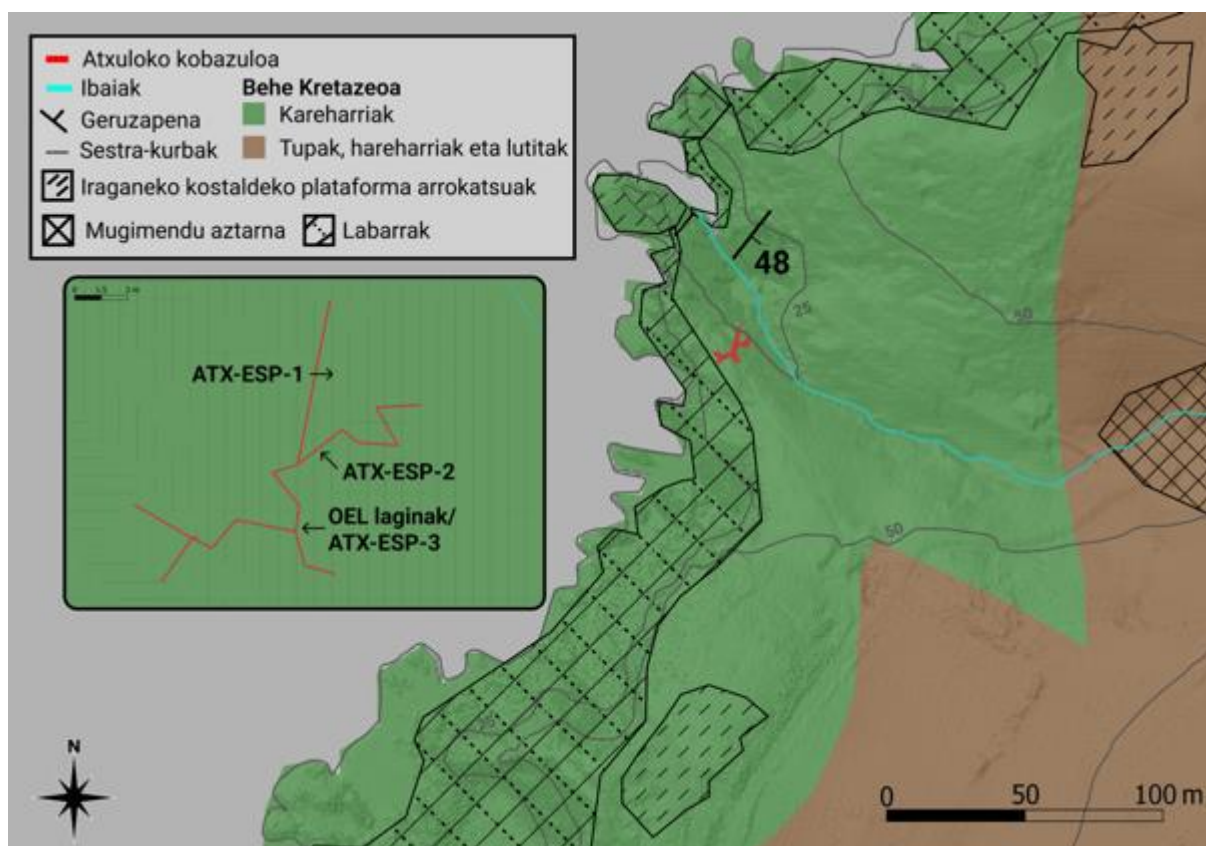 Atxuloko kobazuloa
Ibaiak
Behe Kretazeoa
Geruzapena
Kareharriak
Sestra-kurbak
Tupak, hareharriak eta lutitak
Iraganeko kostaldeko plataforma arrokatsuak
Mugimendu aztarna
Labarrak
48
25
50
50
ATX-ESP-1
ATX-ESP-2
OEL laginak/
ATX-ESP-3
N
0 50 100 m